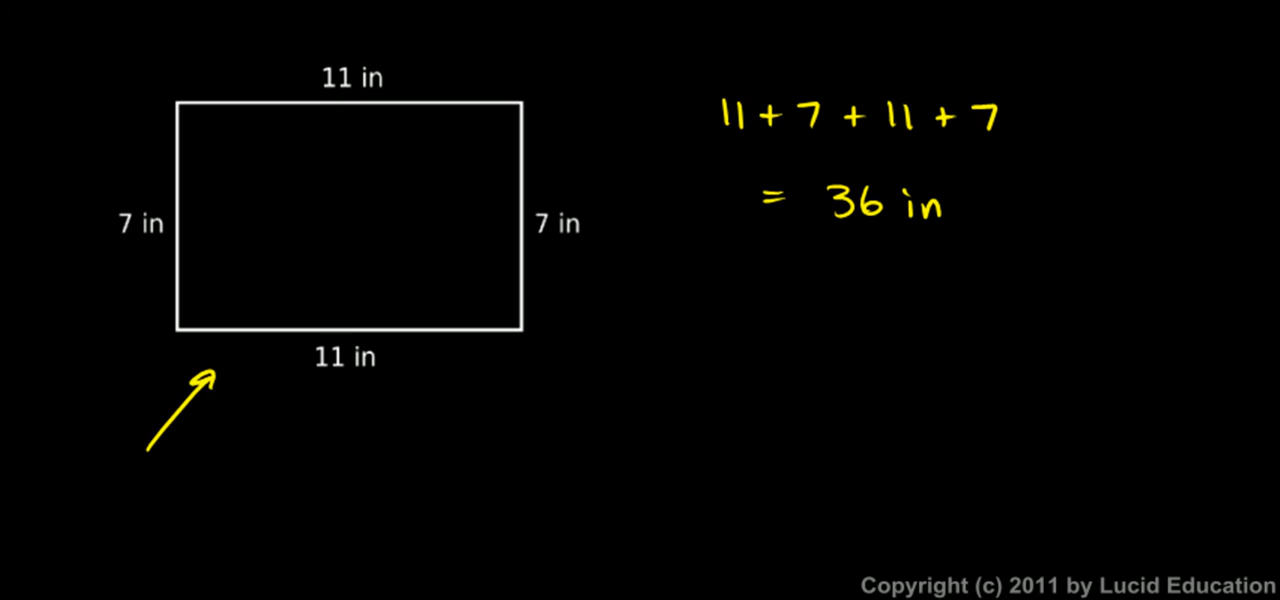 11 in
11 + 7 + 11 + 7
= 36 in
7 in
7 in
11 in
Copyright (c) 2011 by Lucid Education